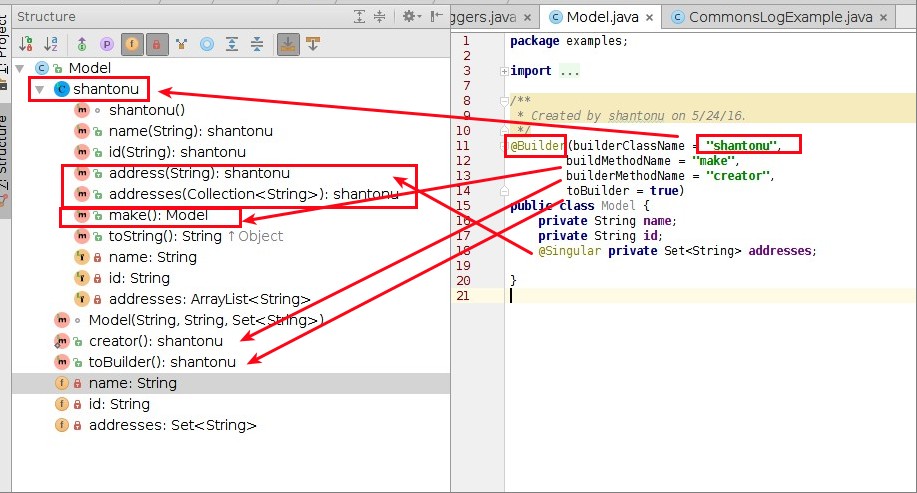 1: Project
Z: Structure
Structure
Model
shantonu
shantonu()
name(String): shantonu
id(String): shantonu
address(String): shantonu
addresses(Collection<String>): shantonu
make(): Model
toString(): String ↑Object
name: String
id: String
addresses: ArrayList<String>
Model(String, String, Set<String>)
creator(): shantonu
toBuilder(): shantonu
name: String
id: String
addresses: Set<String>
ggers.java × Model.java × CommonsLogExample.java ×
1 package examples;
2
3 import ...
7
8 /**
9 * Created by shantonu on 5/24/16.
10 */
11 @Builder(builderClassName = "shantonu",
12 buildMethodName = "make",
13 builderMethodName = "creator",
14 toBuilder = true)
15 public class Model {
16 private String name;
17 private String id;
18 @Singular private Set<String> addresses;
19
20 }
21